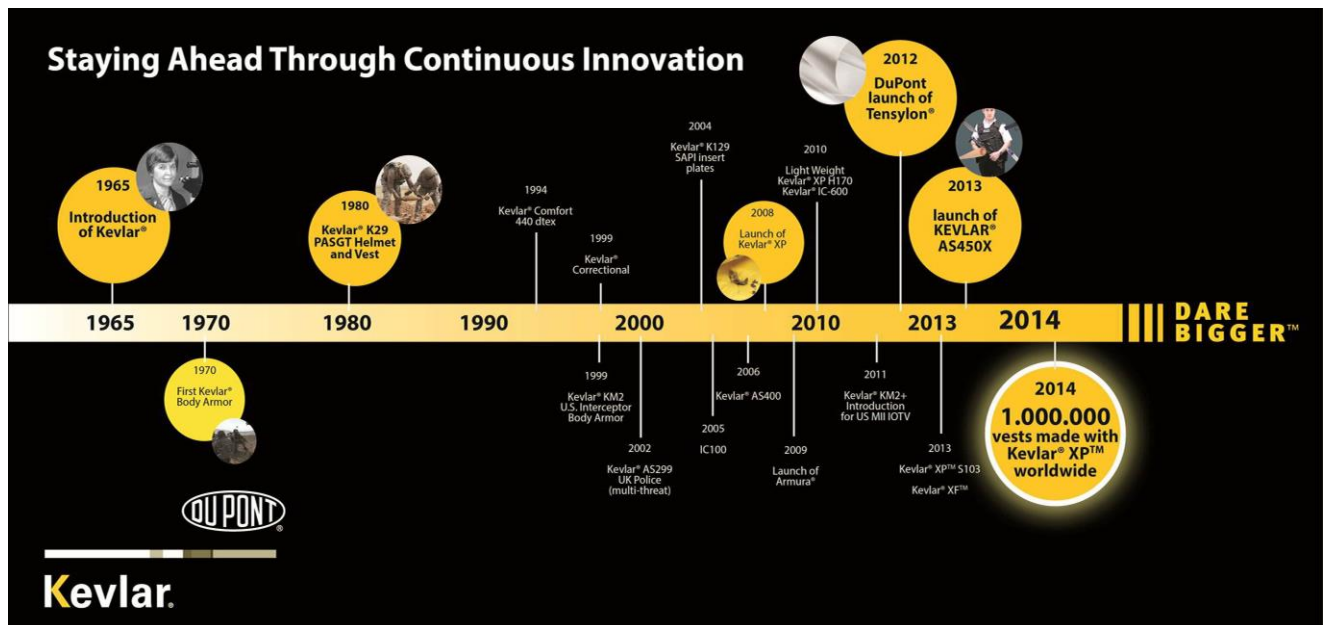 Staying Ahead Through Continuous Innovation
1965
Introduction
of Kevlar®
1980
Kevlar® K29
PASGT Helmet
and Vest
1994
Kevlar® Comfort
440 dtex
1999
Kevlar®
Correctional
2004
Kevlar® K129
SAPI insert
plates
2008
Launch of
Kevlar® XP
2010
Light Weight
Kevlar® XP H170
Kevlar® IC-600
2012
DuPont
launch of
Tensylon®
2013
launch of
KEVLAR®
AS450X
1965 1970 1980 1990 2000 2010 2013 2014
DARE
BIGGER™
1970
First Kevlar®
Body Armor
1999
Kevlar® KM2
U.S. Interceptor
Body Armor
2002
Kevlar® AS299
UK Police
(multi-threat)
2005
IC100
2006
Kevlar® AS400
2009
Launch of
Armura®
2011
Kevlar® KM2+
Introduction
for US MIl IOTV
2013
Kevlar® XP™ S103
Kevlar® XF™
2014
1.000.000
vests made with
Kevlar® XP™
worldwide
DUPONT®
Kevlar®